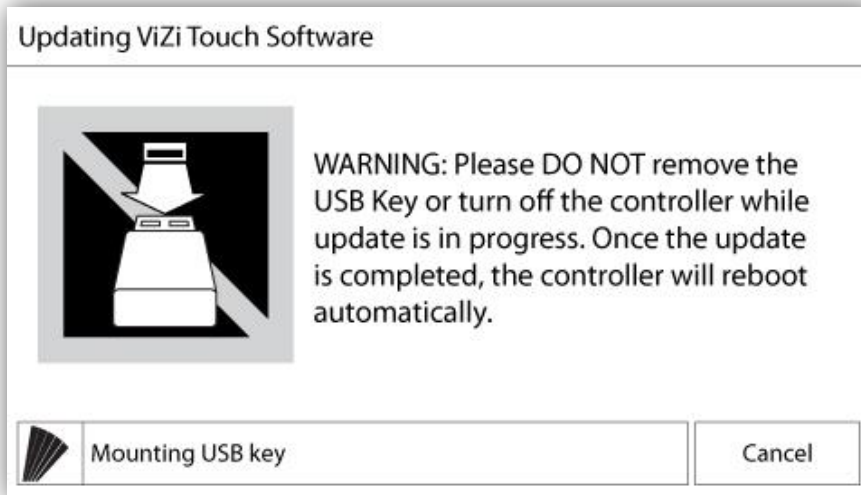 Updating ViZi Touch Software
WARNING: Please DO NOT remove the
USB Key or turn off the controller while
update is in progress. Once the update
is completed, the controller will reboot
automatically.
Mounting USB key
Cancel